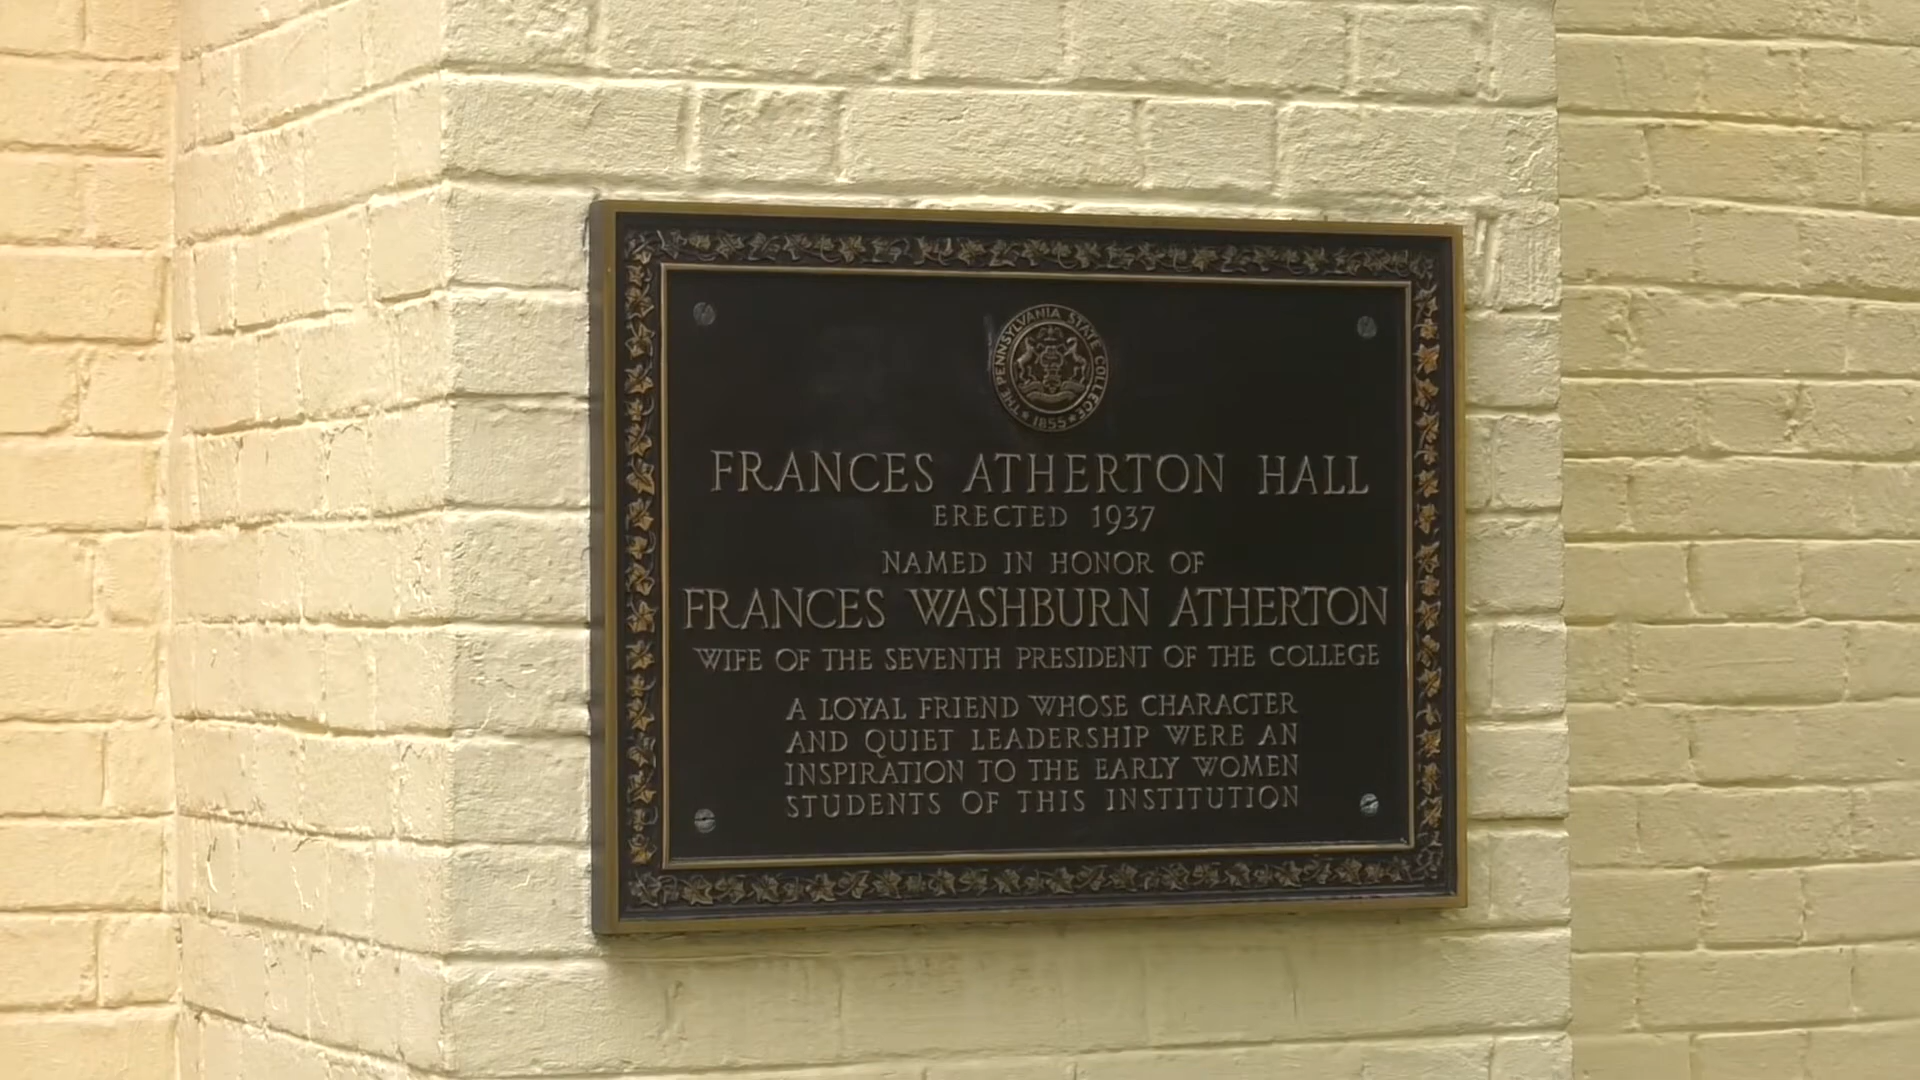 THE PENNSYLVANIA STATE COLLEGE
1855
FRANCES ATHERTON HALL
ERECTED 1937
NAMED IN HONOR OF
FRANCES WASHBURN ATHERTON
WIFE OF THE SEVENTH PRESIDENT OF THE COLLEGE
A LOYAL FRIEND WHOSE CHARACTER
AND QUIET LEADERSHIP WERE AN
INSPIRATION TO THE EARLY WOMEN
STUDENTS OF THIS INSTITUTION